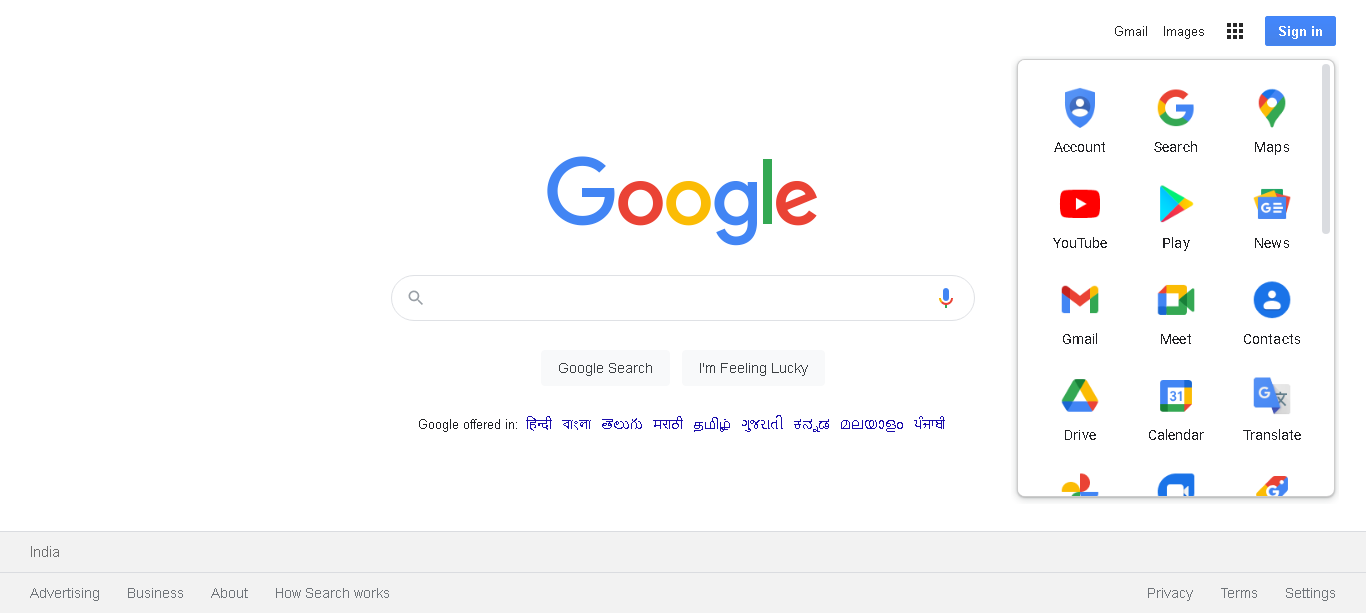 Gmail Images Sign in
Account Search Maps
Google
YouTube Play News
Gmail Meet Contacts
Google Search I'm Feeling Lucky
31
Drive Calendar Translate
Google offered in: हिन्दी বাংলা తెలుగు मराठी தமிழ் ગુજરાતી ಕನ್ನಡ മലയാളം ਪੰਜਾਬੀ
India
Advertising Business About How Search works Privacy Terms Settings